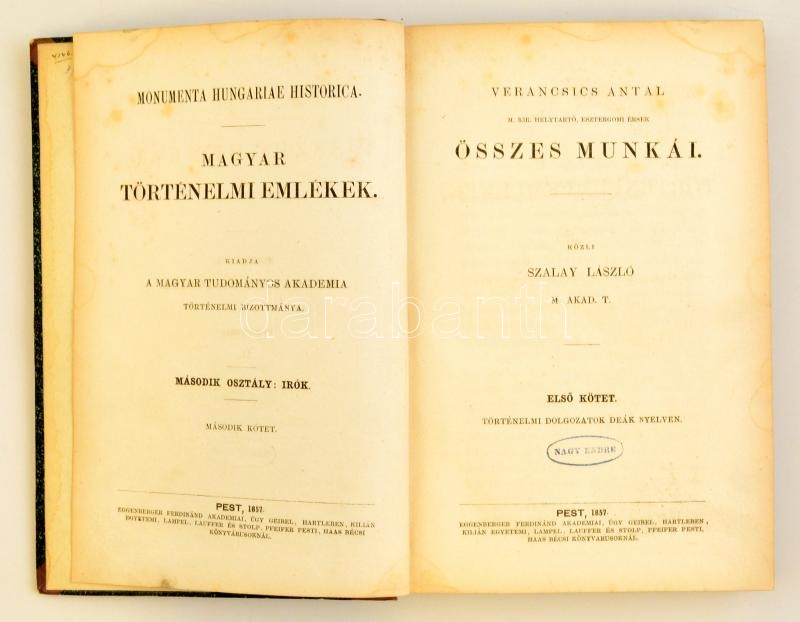 MONUMENTA HUNGARIAE HISTORICA.
MAGYAR
TÖRTÉNELMI EMLÉKEK.
KIADJA
A MAGYAR TUDOMÁNYOS AKADEMIA
TÖRTÉNELMI BIZOTTMÁNYA.
MÁSODIK OSZTÁLY: IRÓK.
MÁSODIK KÖTET.
PEST, 1857.
EGGENBERGER FERDINÁND AKADEMIAI, ÚGY GEIBEL, HARTLEBEN, KILIÁN
EGYETEMI, LAMPEL, LAUFFER ÉS STOLP, PFEIFER PESTI, HAAS BÉCSI
KÖNYVÁRUSOKNÁL.
VERANCSICS ANTAL
M. KIR. HELYTARTÓ, ESZTERGOMI ÉRSEK
ÖSSZES MUNKÁI.
KÖZLI
SZALAY LÁSZLÓ
M. AKAD. T.
ELSŐ KÖTET.
TÖRTÉNELMI DOLGOZATOK DEÁK NYELVEN.
NAGY ENDRE
PEST, 1857.
EGGENBERGER FERDINÁND AKADEMIAI, ÚGY GEIBEL, HARTLEBEN,
KILIÁN EGYETEMI, LAMPEL, LAUFFER ÉS STOLP, PFEIFER PESTI,
HAAS BÉCSI KÖNYVÁRUSOKNÁL.
darabanth